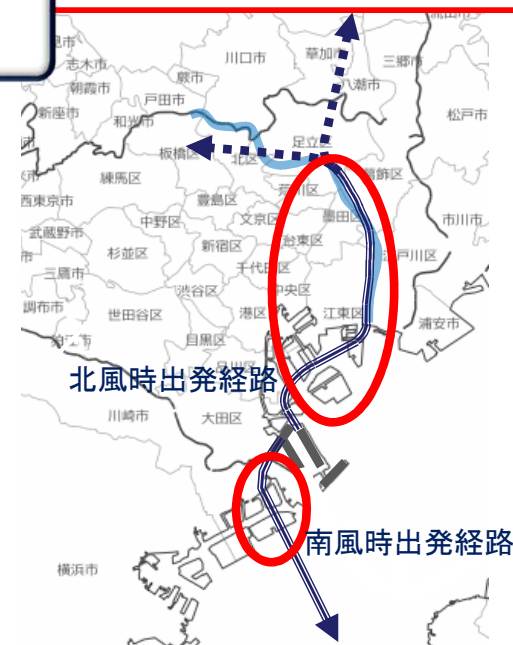 川口市
草加市
三郷市
志木市
蕨市
八潮市
朝霞市
戸田市
新座市
和光市
松戸市
足立区
板橋区
北区
葛飾区
練馬区
荒川区
西東京市
豊島区
墨田区
中野区
文京区
市川市
武蔵野市
新宿区
台東区
杉並区
江戸川区
千代田区
三鷹市
渋谷区
中央区
調布市
世田谷区
港区
江東区
浦安市
目黒区
品川区
北風時出発経路
川崎市
大田区
南風時出発経路
横浜市